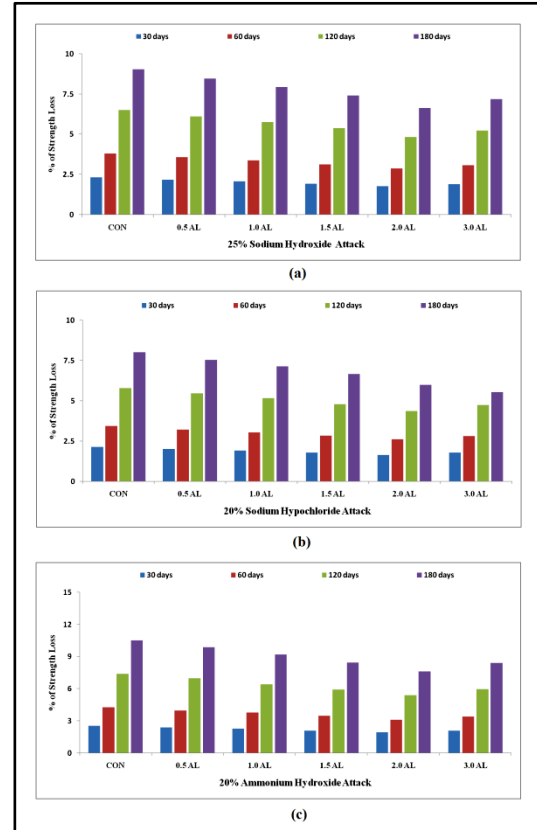 30 days 60 days 120 days 180 days
10
7.5
5
2.5
0
% of Strength Loss
CON 0.5 AL 1.0 AL 1.5 AL 2.0 AL 3.0 AL
25% Sodium Hydroxide Attack
(a)
30 days 60 days 120 days 180 days
10
7.5
5
2.5
0
% of Strength Loss
CON 0.5 AL 1.0 AL 1.5 AL 2.0 AL 3.0 AL
20% Sodium Hypochloride Attack
(b)
30 days 60 days 120 days 180 days
15
12
9
6
3
0
% of Strength Loss
CON 0.5 AL 1.0 AL 1.5 AL 2.0 AL 3.0 AL
20% Ammonium Hydroxide Attack
(c)